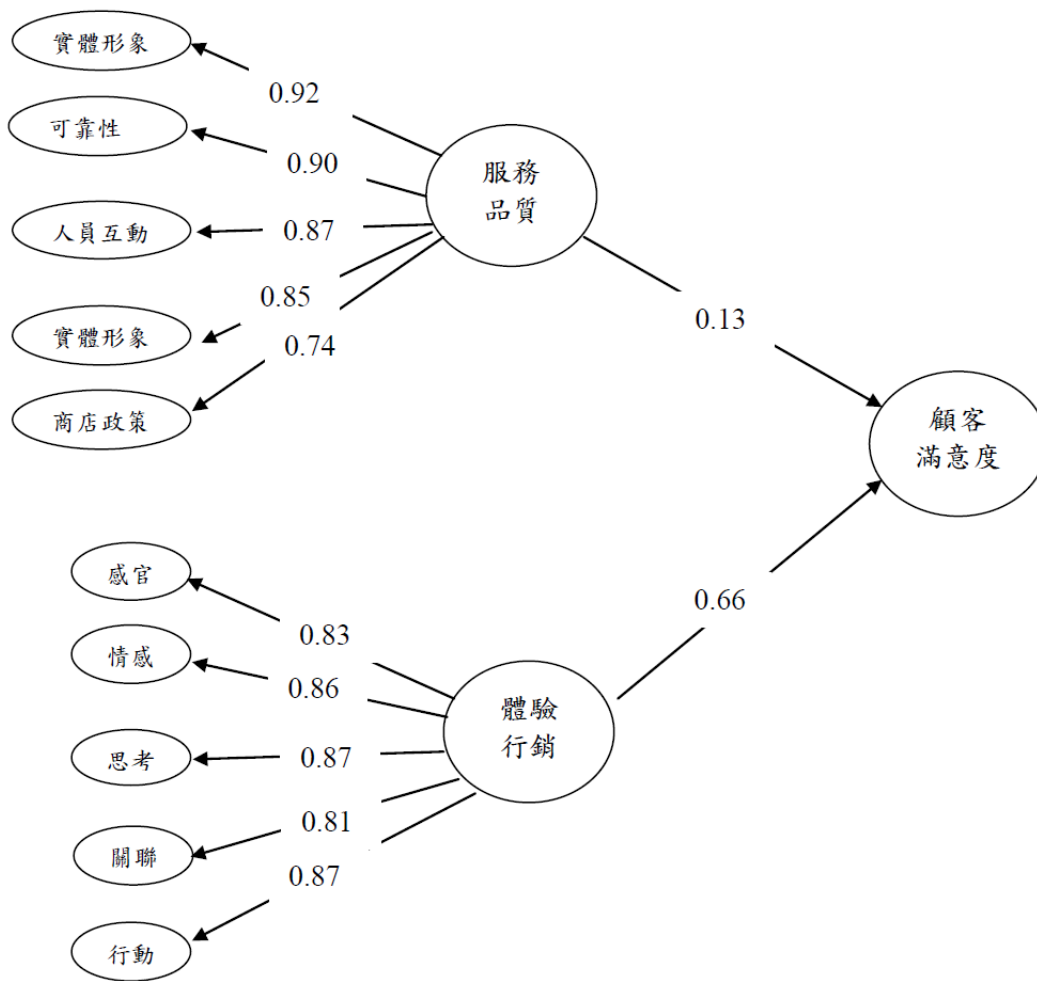 實體形象
0.92
可靠性
0.90
服務
品質
人員互動
0.87
0.85
實體形象
0.74
商店政策
0.13
顧客
滿意度
感官
0.83
情感
0.86
0.66
體驗
行銷
思考
0.87
0.81
關聯
0.87
行動